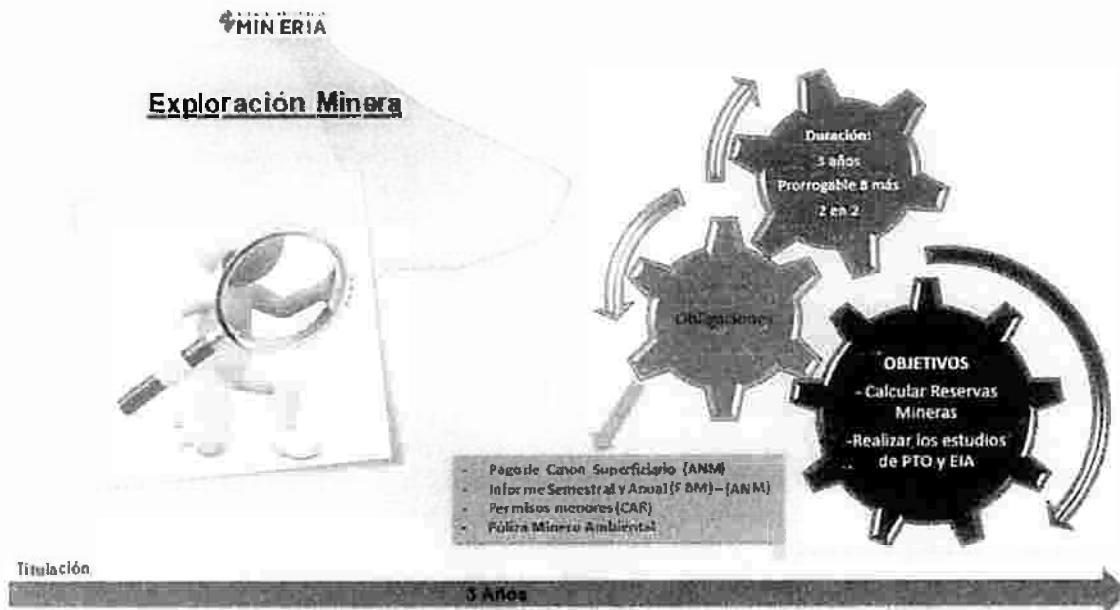 MINERIA
Exploración Minera
Duración:
3 años
Prorrogable 8 más
2 en 2
Obligaciones
OBJETIVOS
- Calcular Reservas
Mineras
-Realizar los estudios
de PTO y EIA
- Pago de Canon Superficiario (ANM)
- Informe Semestral y Anual (FBM) – (ANM)
- Permisos menores (CAR)
- Póliza Minero Ambiental
Titulación
3 Años